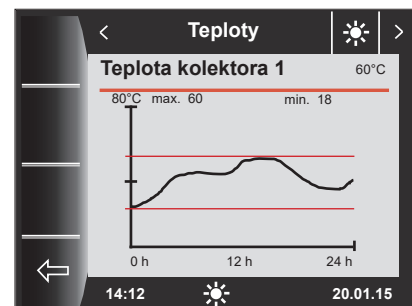 Teploty
Teplota kolektora 1 60°C
80°C max. 60 min. 18
0 h 12 h 24 h
14:12 20.01.15